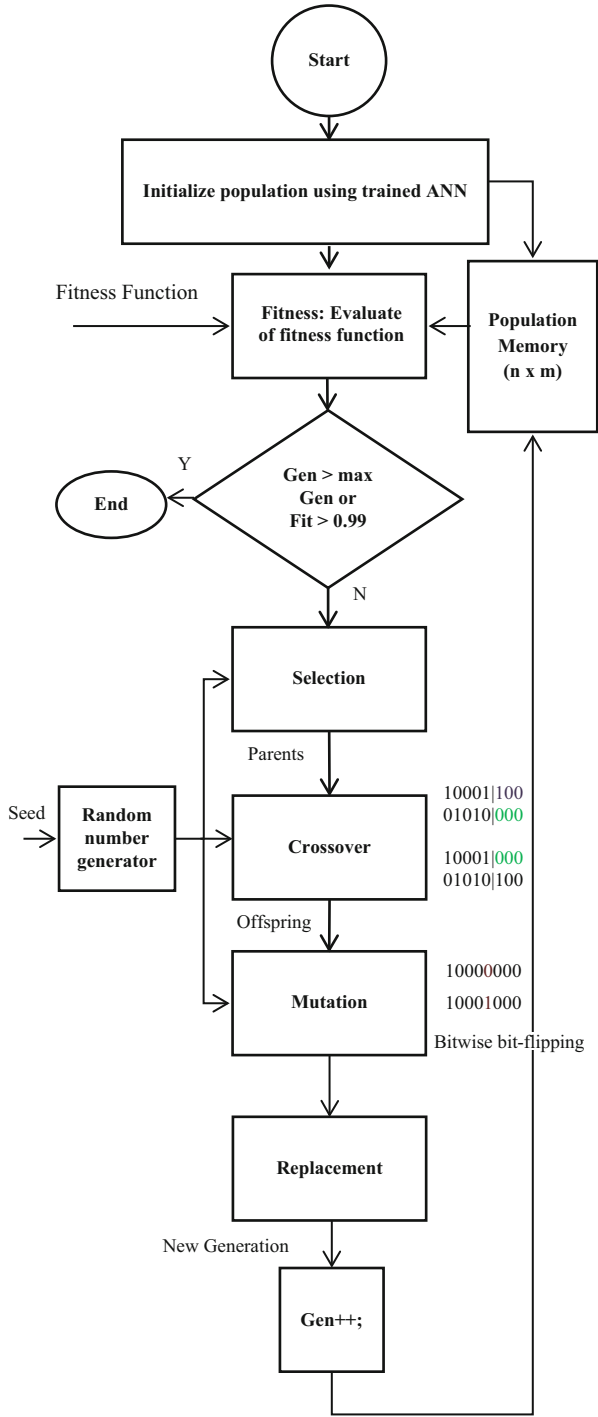 Start
Initialize population using trained ANN
Fitness Function
Fitness: Evaluate
of fitness function
Population
Memory
(n x m)
Y
End
Gen > max
Gen or
Fit > 0.99
N
Selection
Parents
Seed
Random
number
generator
Crossover
10001|100
01010|000
10001|000
01010|100
Offspring
Mutation
10000000
10001000
Bitwise bit-flipping
Replacement
New Generation
Gen++;